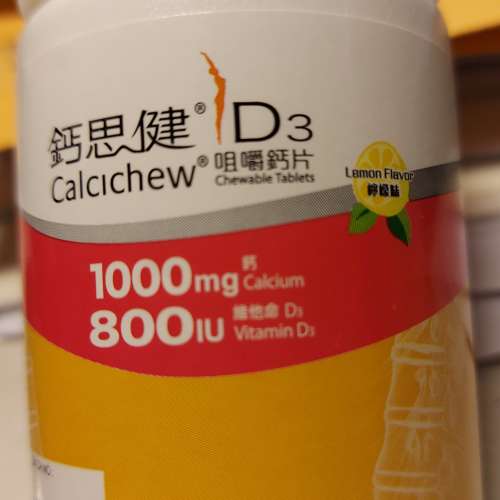 鈣思健® D3
Calcichew® 咀嚼鈣片
Chewable Tablets
Lemon Flavor
檸檬味
1000mg 鈣 Calcium
800IU 維他命 D3 Vitamin D3